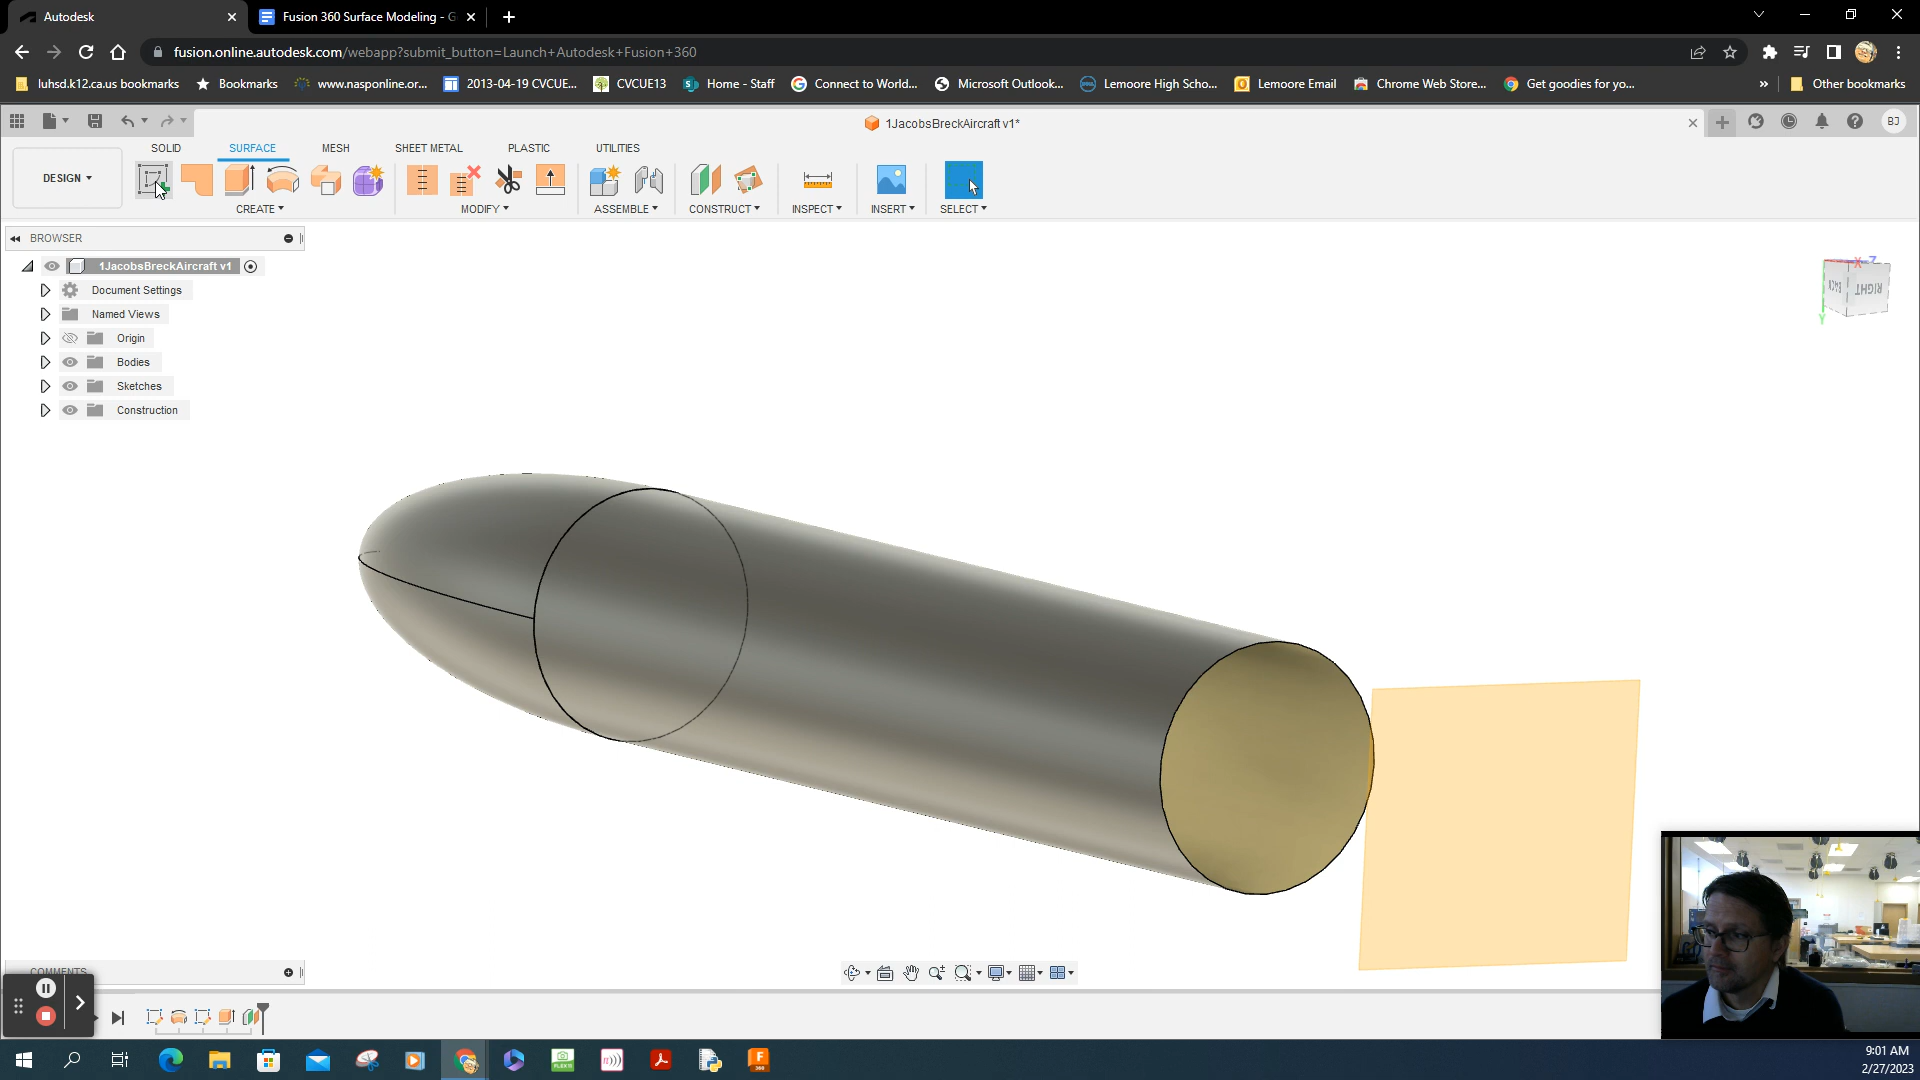 Autodesk
Fusion 360 Surface Modeling - G
fusion.online.autodesk.com/webapp?submit_button=Launch+Autodesk+Fusion+360
luhsd.k12.ca.us bookmarks
Bookmarks
www.nasponline.or...
2013-04-19 CVCUE...
CVCUE13
Home - Staff
Connect to World...
Microsoft Outlook...
Lemoore High Scho...
Lemoore Email
Chrome Web Store...
Get goodies for yo...
»
Other bookmarks
1JacobsBreckAircraft v1*
BJ
SOLID
SURFACE
MESH
SHEET METAL
PLASTIC
UTILITIES
DESIGN
CREATE
MODIFY
ASSEMBLE
CONSTRUCT
INSPECT
INSERT
SELECT
BROWSER
1JacobsBreckAircraft v1
Document Settings
Named Views
Origin
Bodies
Sketches
Construction
X
Z
Y
BACK
RIGHT
COMMENTS
9:01 AM
2/27/2023